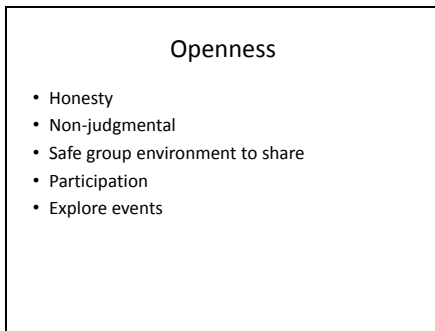 Openness
• Honesty
• Non-judgmental
• Safe group environment to share
• Participation
• Explore events